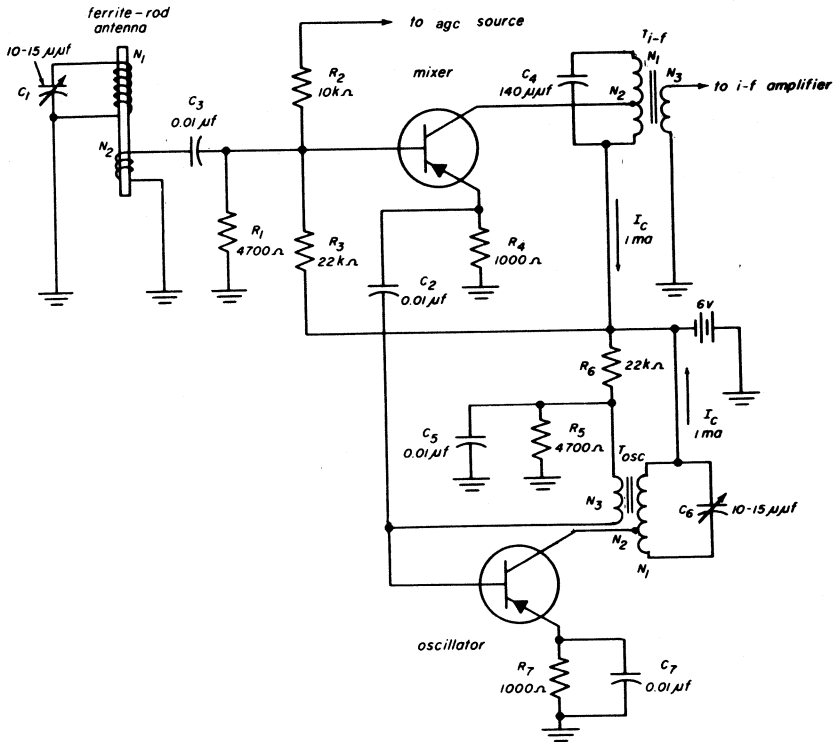 ferrite-rod
antenna
10-15 μμf
N₁
C₁
N₂
C₃
0.01 μf
to agc source
R₂
10kΩ
mixer
R₁
4700Ω
R₃
22kΩ
C₂
0.01 μf
R₄
1000Ω
C₄
140 μμf
Tᵢ₋f
N₁
N₂
N₃
to i-f amplifier
I_C
1 ma
6v
R₆
22kΩ
I_C
1 ma
C₅
0.01 μf
R₅
4700Ω
T_osc
N₃
N₂
N₁
C₆
10-15 μμf
oscillator
R₇
1000Ω
C₇
0.01 μf